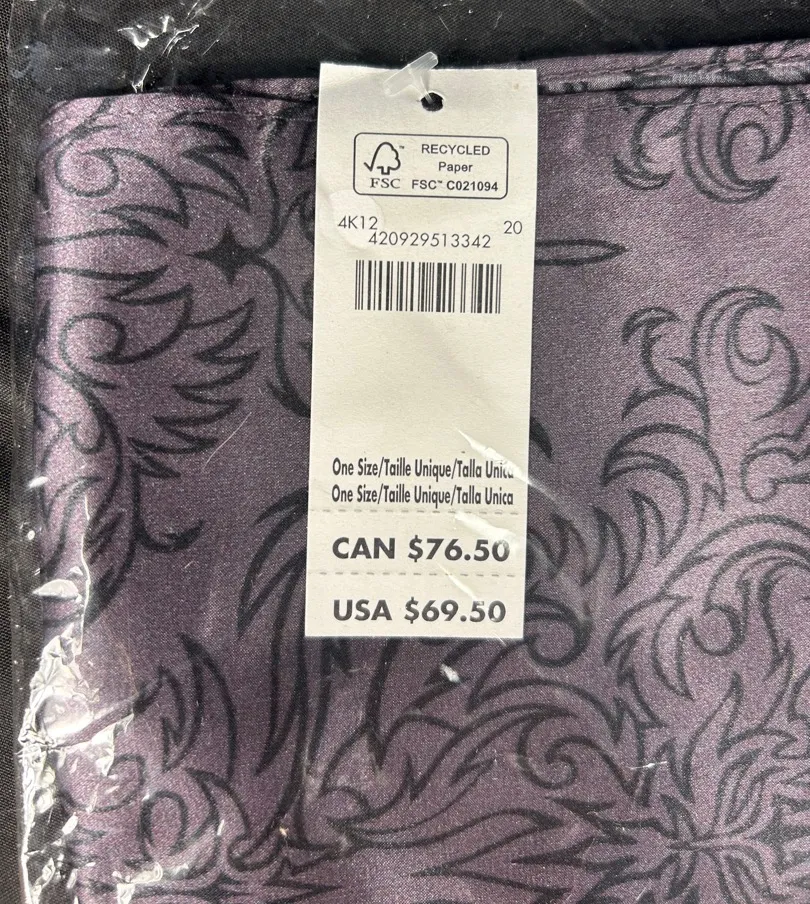 RECYCLED
Paper
FSC™ C021094
FSC
4K12 20
420929513342
One Size/Taille Unique/Talla Unica
One Size/Taille Unique/Talla Unica
CAN $76.50
USA $69.50